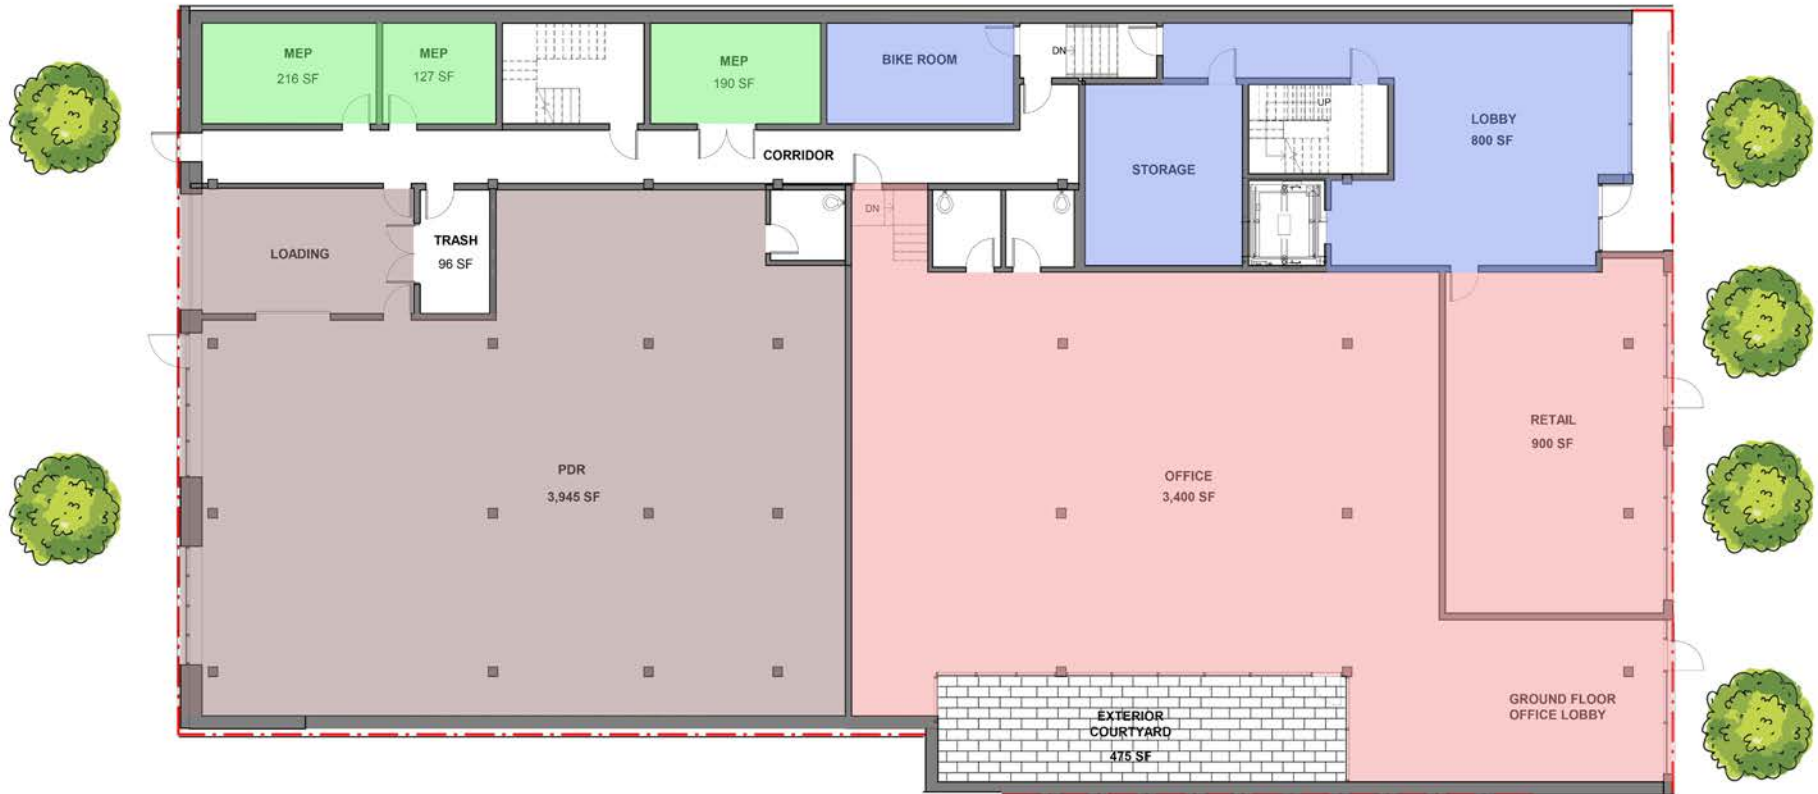 MEP
216 SF
MEP
127 SF
MEP
190 SF
BIKE ROOM
DN
UP
LOBBY
800 SF
CORRIDOR
STORAGE
DN
LOADING
TRASH
96 SF
PDR
3,945 SF
OFFICE
3,400 SF
RETAIL
900 SF
GROUND FLOOR
OFFICE LOBBY
EXTERIOR
COURTYARD
475 SF